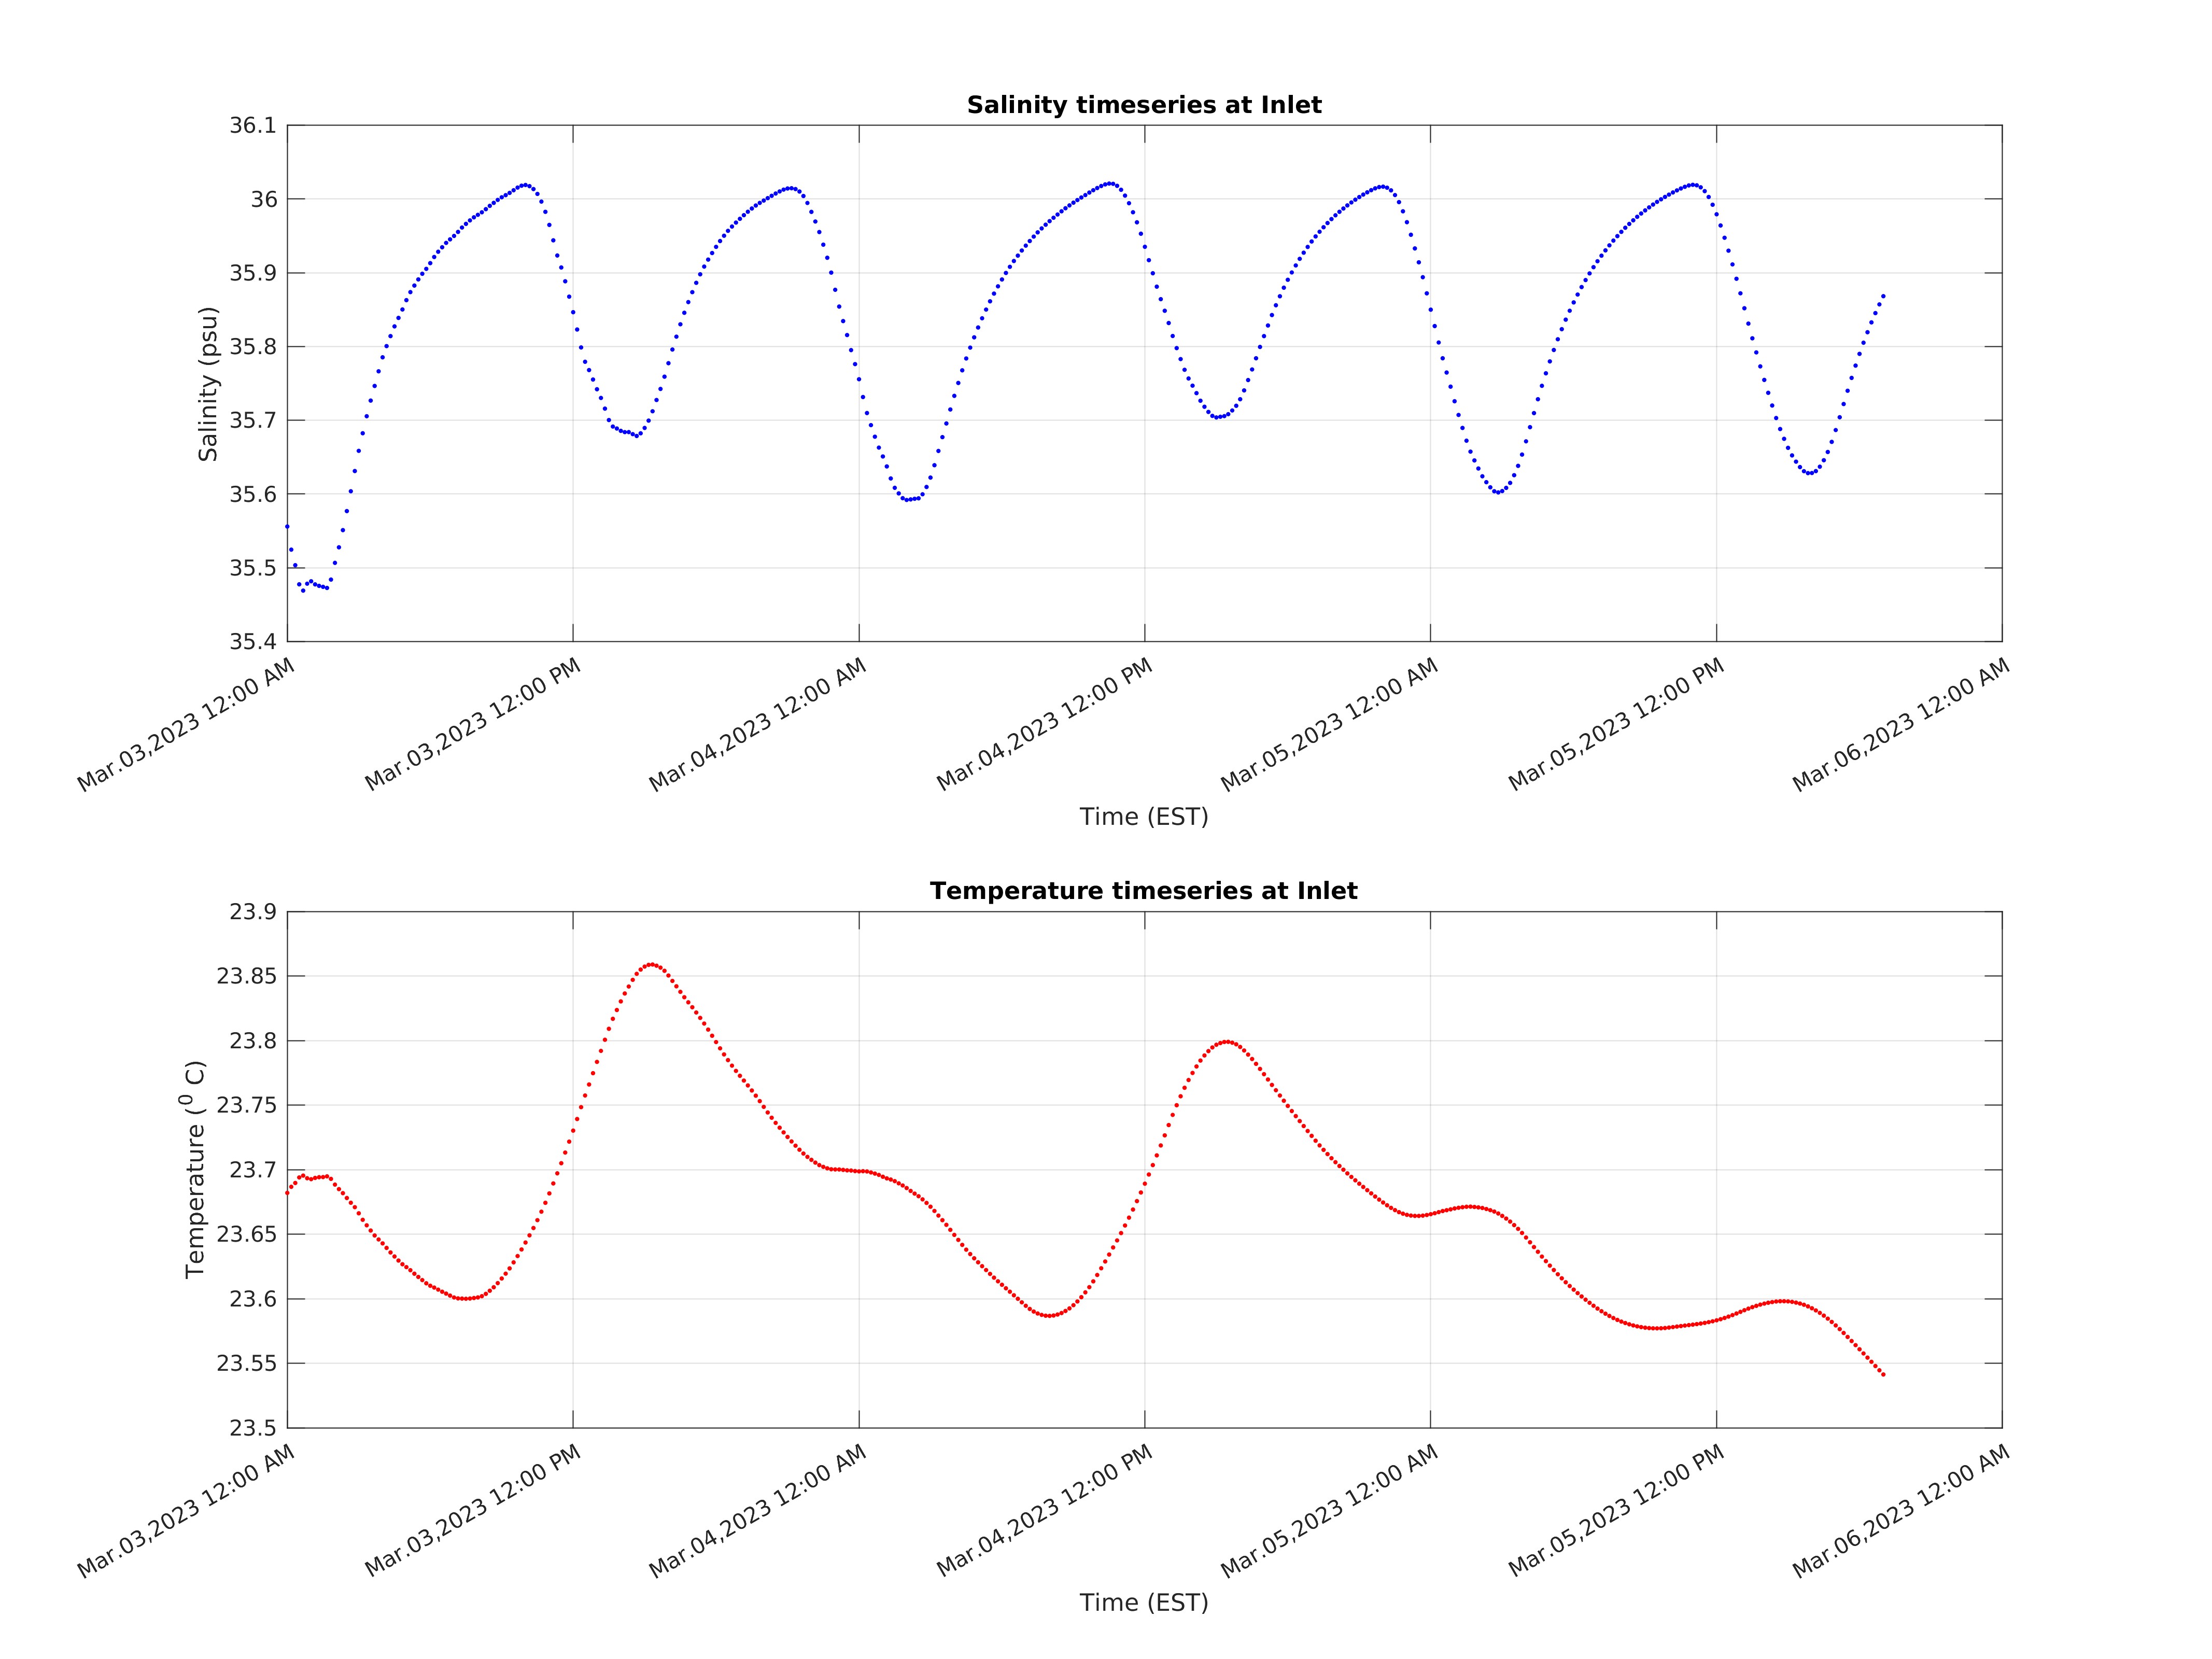 Salinity timeseries at Inlet
36.1
36
35.9
35.8
35.7
35.6
35.5
35.4
Salinity (psu)
Mar.03,2023 12:00 AM
Mar.03,2023 12:00 PM
Mar.04,2023 12:00 AM
Mar.04,2023 12:00 PM
Mar.05,2023 12:00 AM
Mar.05,2023 12:00 PM
Mar.06,2023 12:00 AM
Time (EST)
Temperature timeseries at Inlet
23.9
23.85
23.8
23.75
23.7
23.65
23.6
23.55
23.5
Temperature (⁰ C)
Mar.03,2023 12:00 AM
Mar.03,2023 12:00 PM
Mar.04,2023 12:00 AM
Mar.04,2023 12:00 PM
Mar.05,2023 12:00 AM
Mar.05,2023 12:00 PM
Mar.06,2023 12:00 AM
Time (EST)